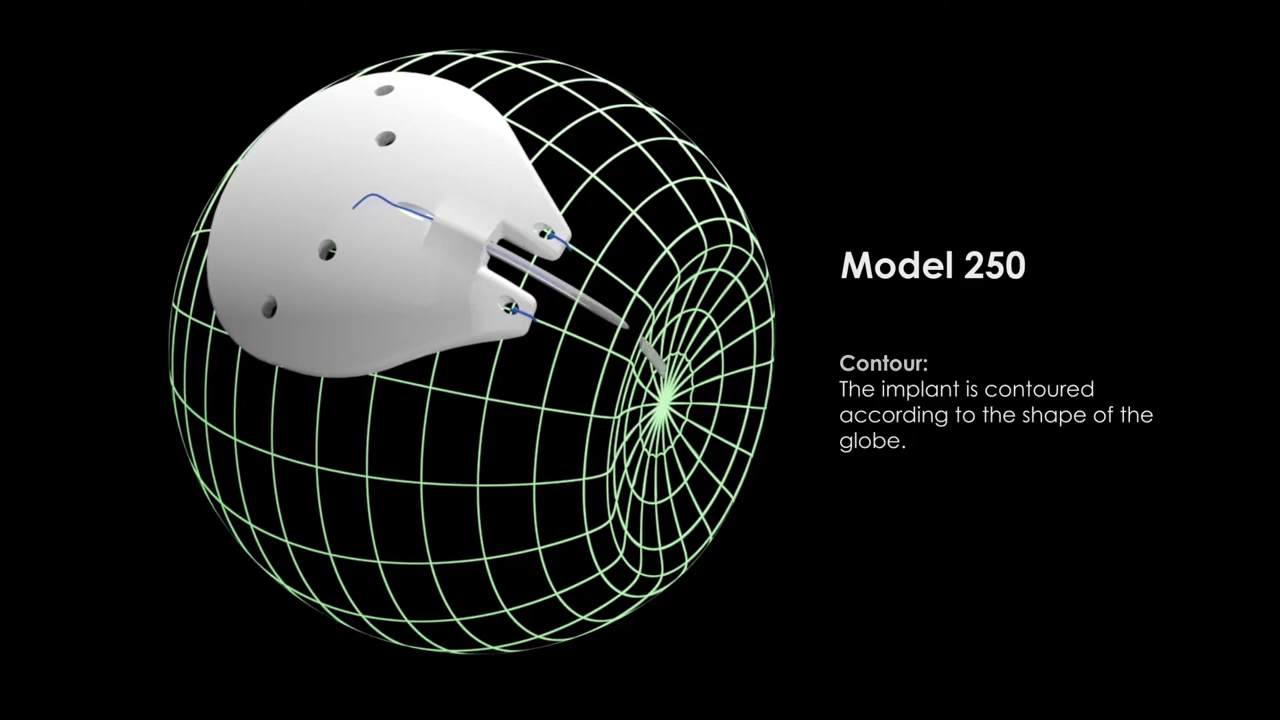 Model 250
Contour:
The implant is contoured
according to the shape of the
globe.